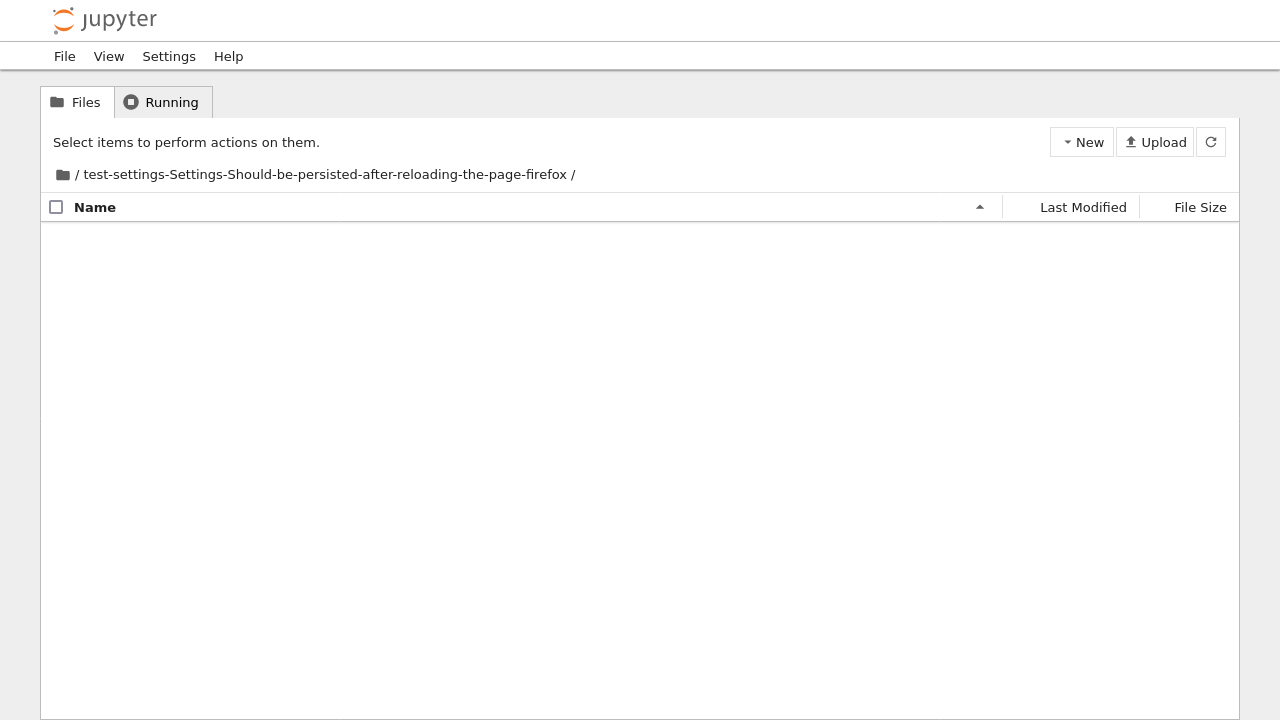 jupyter
File View Settings Help
Files Running
Select items to perform actions on them. New Upload
/ test-settings-Settings-Should-be-persisted-after-reloading-the-page-firefox /
Name Last Modified File Size